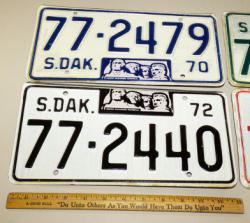 77-2479
S.DAK. 70
S.DAK. 72
77-2440
"Do Unto Others As You Would Have Them Do Unto You"